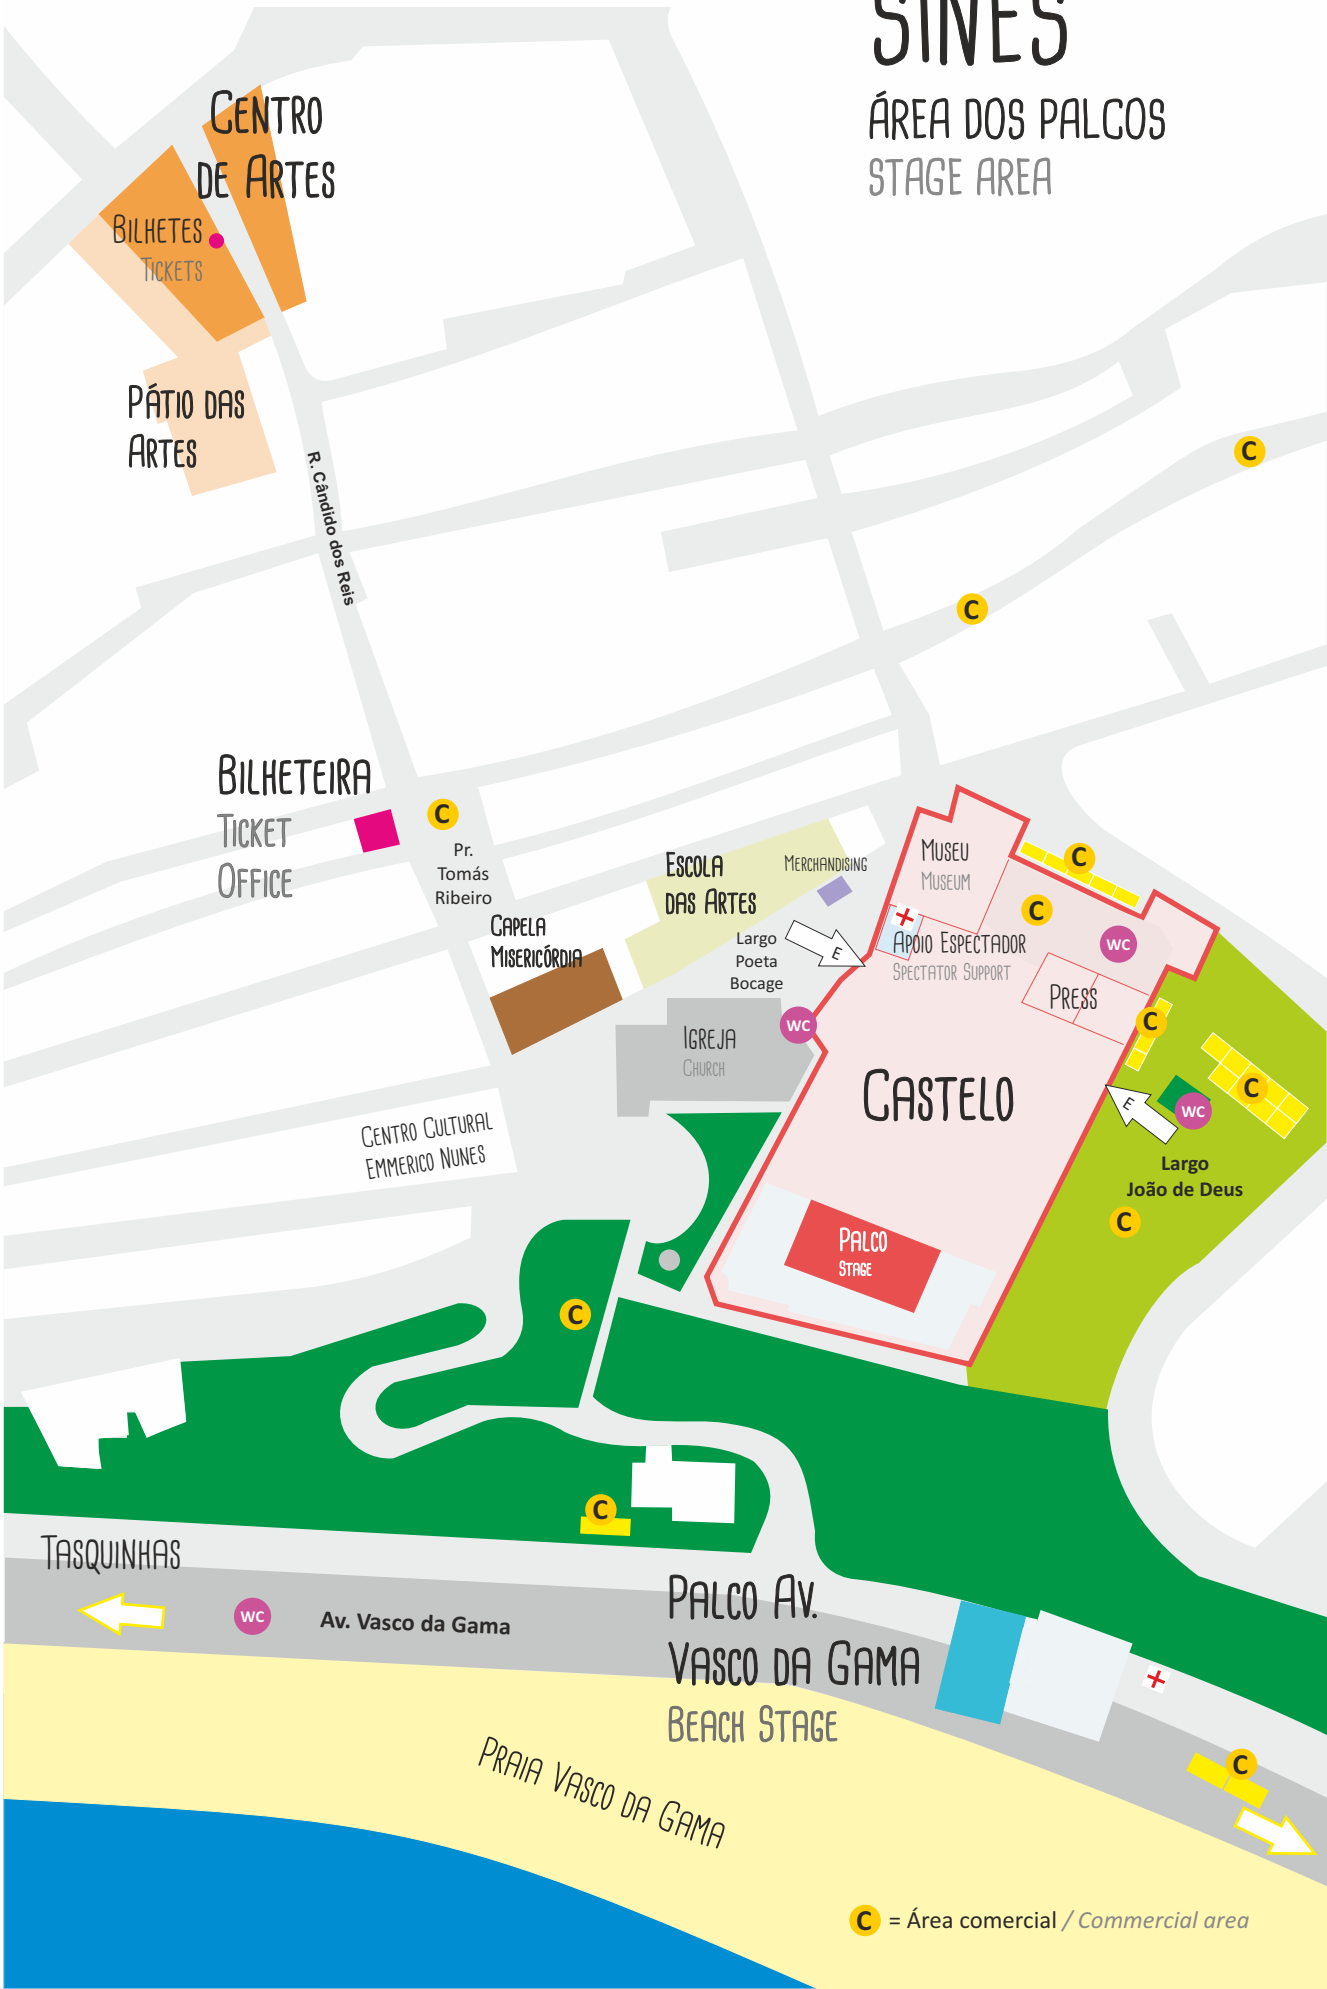 SINES
ÁREA DOS PALCOS
STAGE AREA
CENTRO
DE ARTES
BILHETES
TICKETS
PÁTIO DAS
ARTES
R. Cândido dos Reis
C
C
BILHETEIRA
TICKET
OFFICE
C
Pr.
Tomás
Ribeiro
CAPELA
MISERICÓRDIA
ESCOLA
DAS ARTES
MERCHANDISING
Largo
Poeta
Bocage
E
MUSEU
MUSEUM
C
C
WC
APOIO ESPECTADOR
SPECTATOR SUPPORT
PRESS
WC
IGREJA
CHURCH
CASTELO
C
C
E
WC
Largo
João de Deus
C
CENTRO CULTURAL
EMMERICO NUNES
PALCO
STAGE
C
C
TASQUINHAS
WC
Av. Vasco da Gama
PALCO AV.
VASCO DA GAMA
BEACH STAGE
PRAIA VASCO DA GAMA
C
C = Área comercial / Commercial area